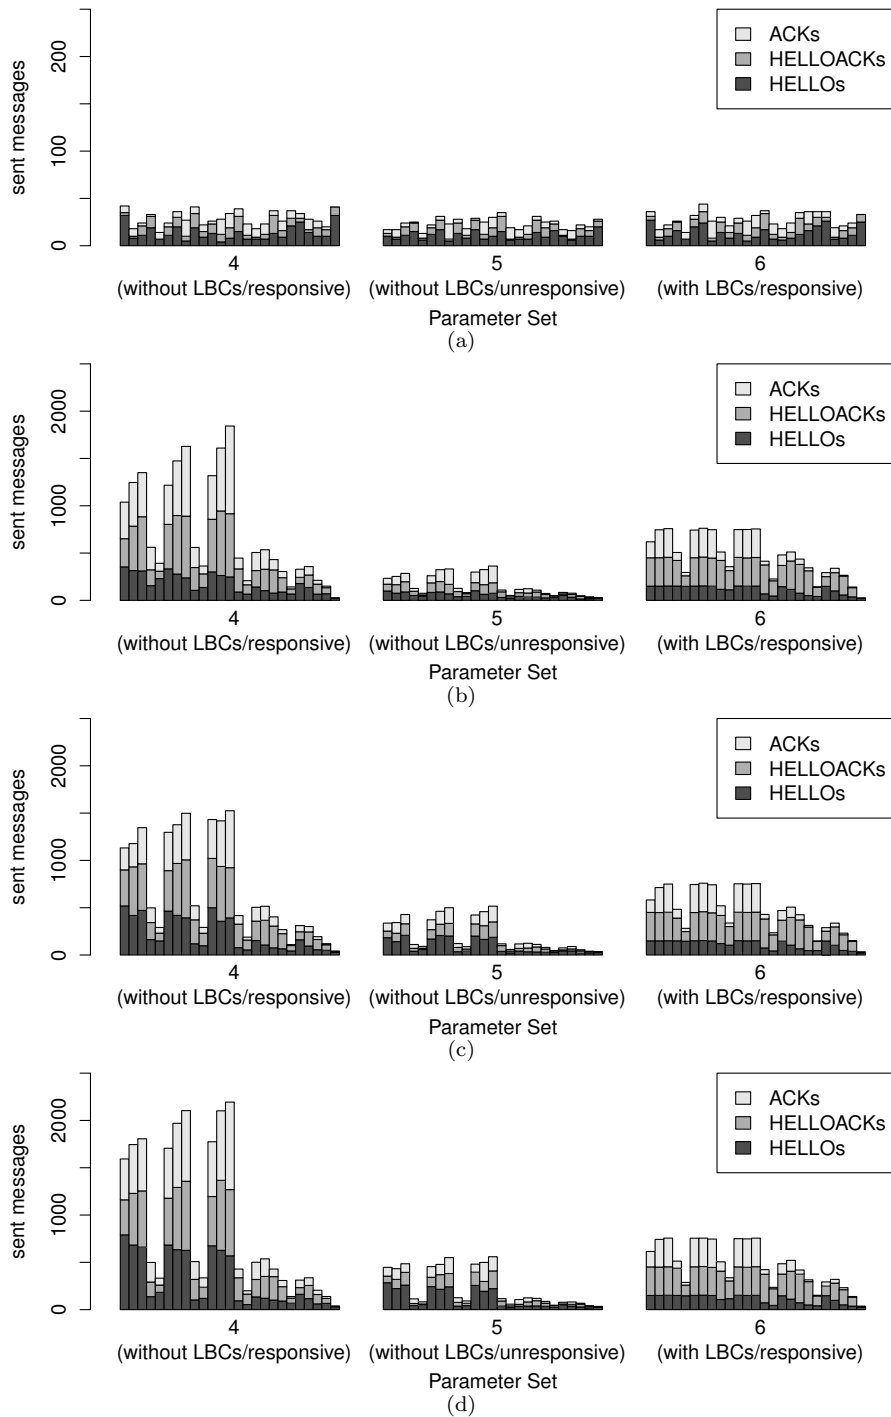 sent messages
0
100
200
ACKs
HELLOACKs
HELLOs
4
5
6
(without LBCs/responsive)
(without LBCs/unresponsive)
(with LBCs/responsive)
Parameter Set
(a)
sent messages
0
1000
2000
ACKs
HELLOACKs
HELLOs
4
5
6
(without LBCs/responsive)
(without LBCs/unresponsive)
(with LBCs/responsive)
Parameter Set
(b)
sent messages
0
1000
2000
ACKs
HELLOACKs
HELLOs
4
5
6
(without LBCs/responsive)
(without LBCs/unresponsive)
(with LBCs/responsive)
Parameter Set
(c)
sent messages
0
1000
2000
ACKs
HELLOACKs
HELLOs
4
5
6
(without LBCs/responsive)
(without LBCs/unresponsive)
(with LBCs/responsive)
Parameter Set
(d)